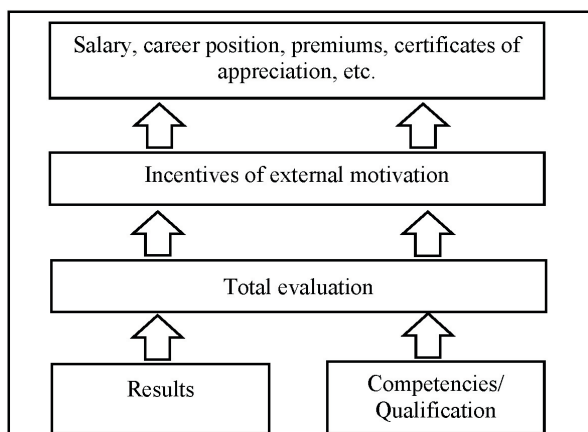 Salary, career position, premiums, certificates of
appreciation, etc.
Incentives of external motivation
Total evaluation
Results
Competencies/
Qualification